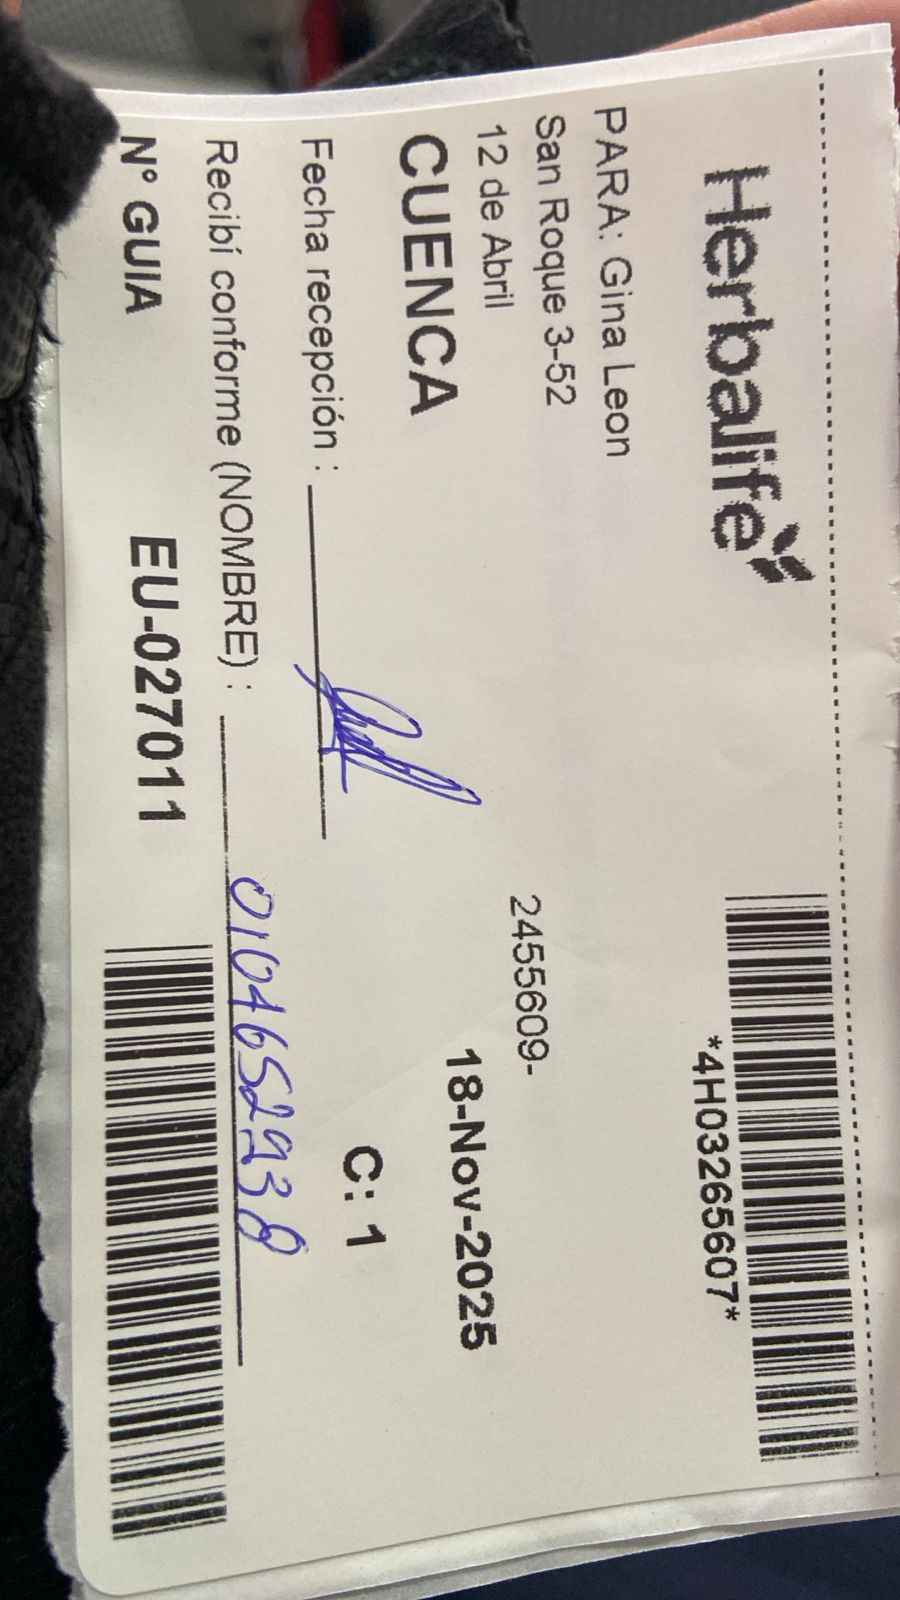 Herbalife
*4H03265607*
PARA: Gina Leon
San Roque 3-52
2455609-
12 de Abril
18-Nov-2025
CUENCA
C: 1
Fecha recepción :
Recibí conforme (NOMBRE) : 0104652938
N° GUIA EU-027011